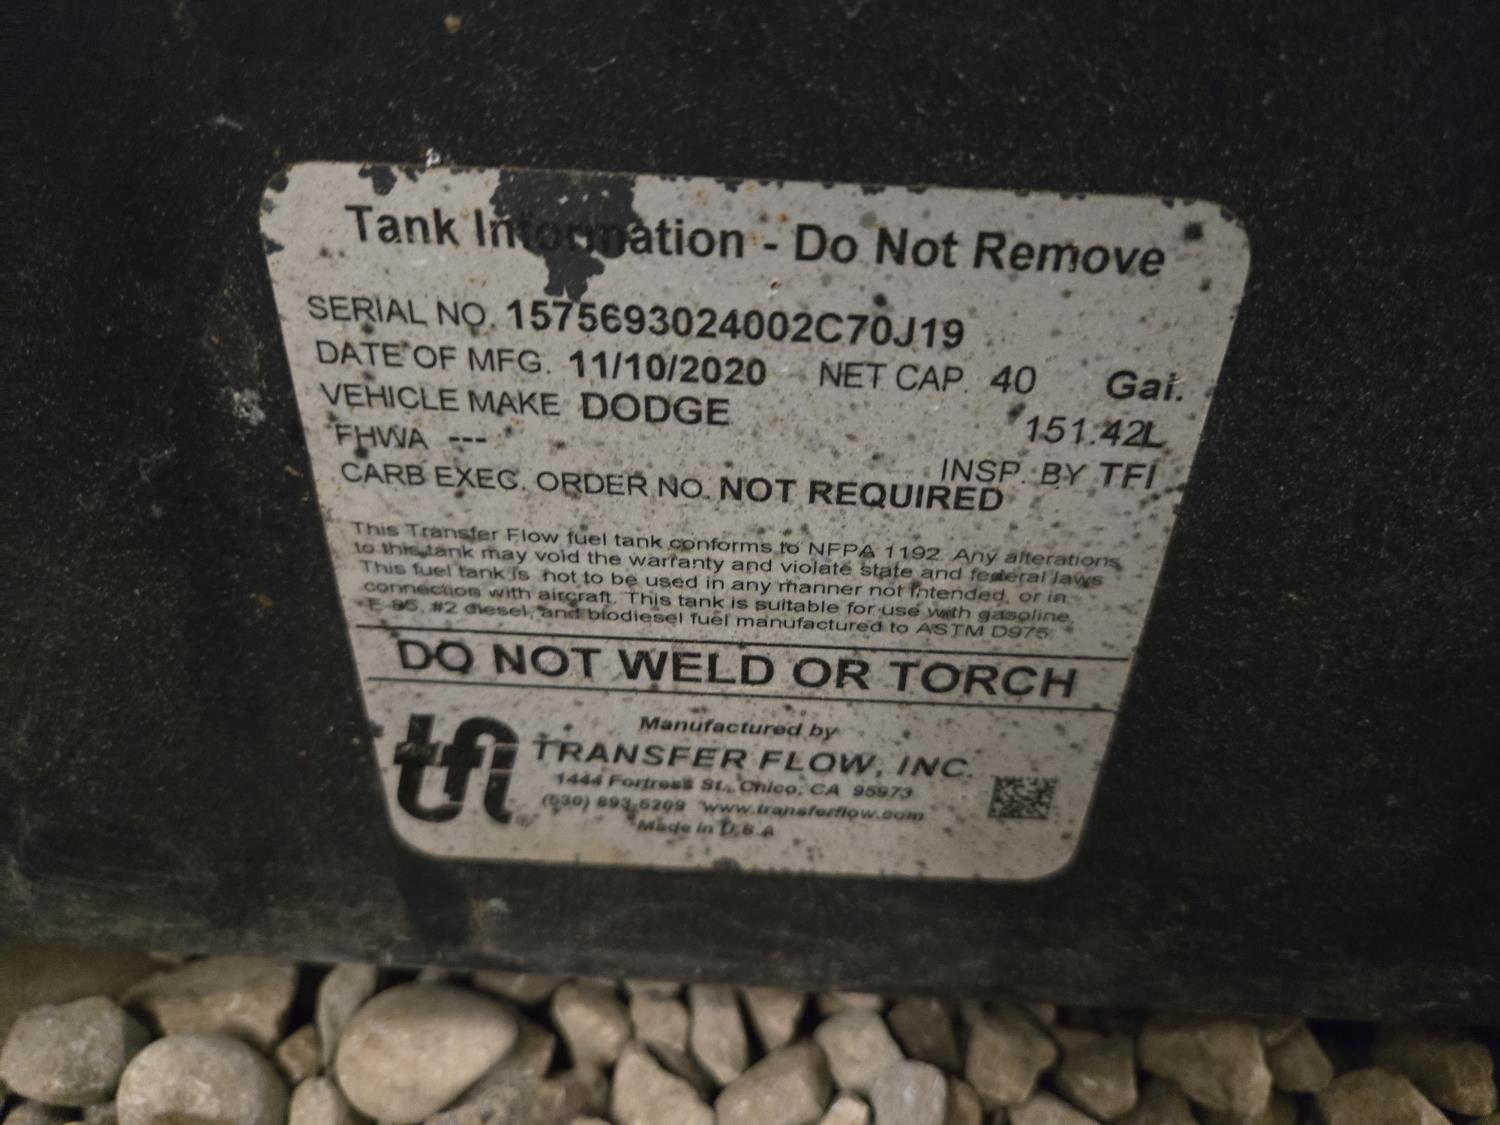 Tank Information - Do Not Remove
SERIAL NO. 1575693024002C70J19
DATE OF MFG. 11/10/2020 NET CAP. 40 Gal.
VEHICLE MAKE DODGE 151.42L
FHWA ---
INSP. BY TFI
CARB EXEC. ORDER NO. NOT REQUIRED
This Transfer Flow fuel tank conforms to NFPA 1192. Any alterations
to this tank may void the warranty and violate state and federal laws
This fuel tank is not to be used in any manner not intended, or in
connection with aircraft. This tank is suitable for use with gasoline,
E-85, #2 diesel, and biodiesel fuel manufactured to ASTM D975.
DO NOT WELD OR TORCH
tfi
Manufactured by
TRANSFER FLOW, INC.
1444 Fortress St., Chico, CA 95973
(530) 893-5209 www.transferflow.com
Made in U.S.A